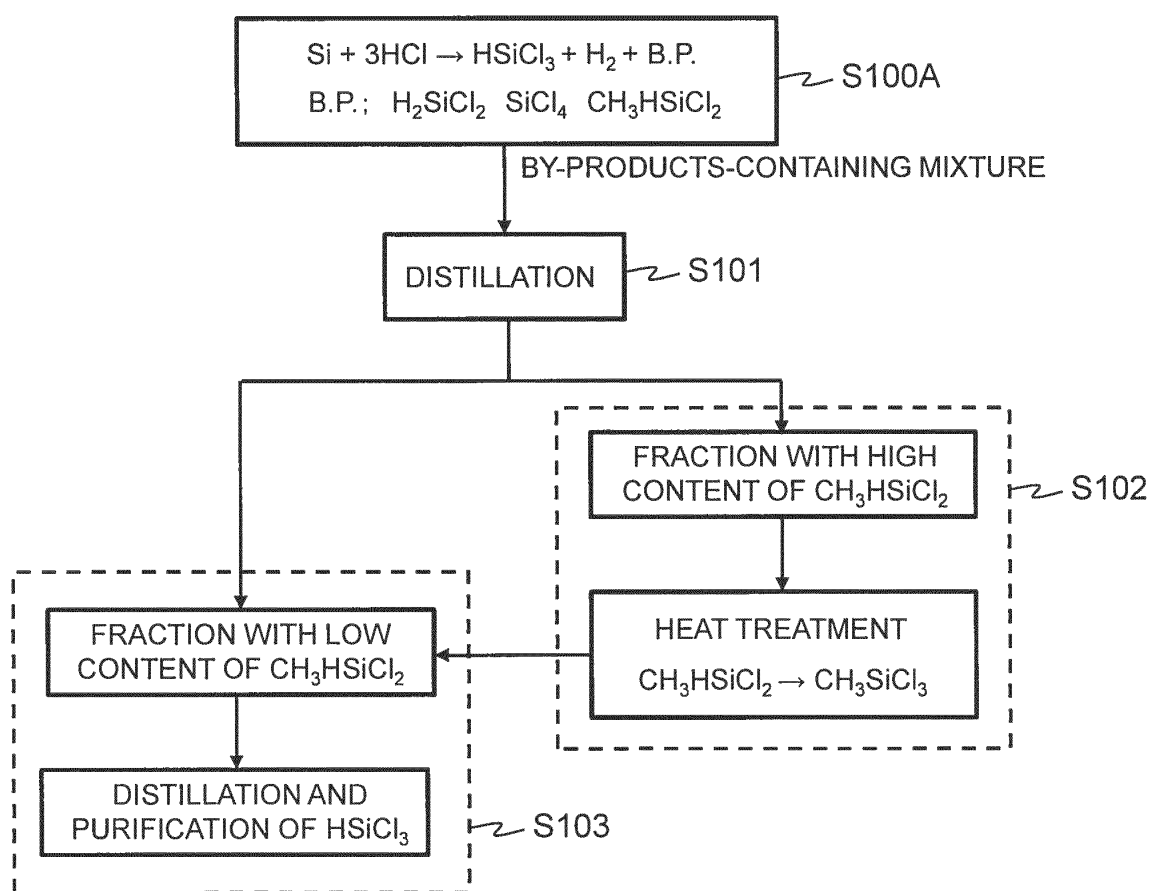 Si + 3HCl → HSiCl₃ + H₂ + B.P.
B.P.; H₂SiCl₂ SiCl₄ CH₃HSiCl₂
S100A
BY-PRODUCTS-CONTAINING MIXTURE
DISTILLATION
S101
FRACTION WITH HIGH
CONTENT OF CH₃HSiCl₂
S102
HEAT TREATMENT
CH₃HSiCl₂ → CH₃SiCl₃
FRACTION WITH LOW
CONTENT OF CH₃HSiCl₂
DISTILLATION AND
PURIFICATION OF HSiCl₃
S103